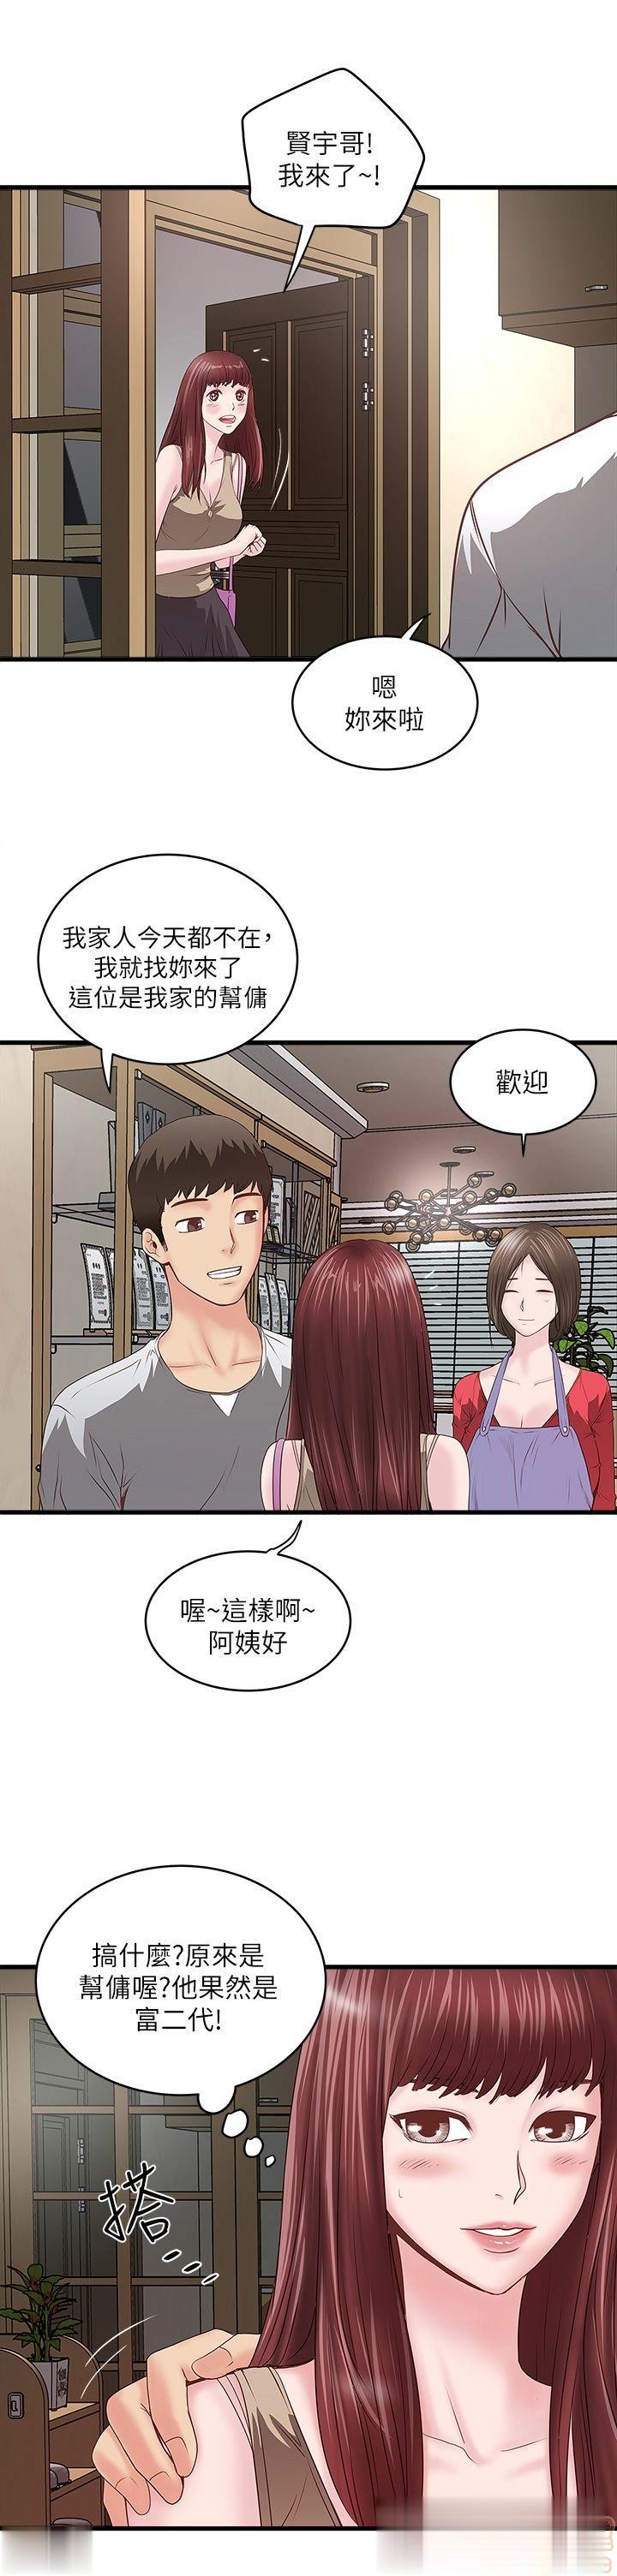 賢宇哥!
我來了~!
嗯
妳來啦
我家人今天都不在，
我就找妳來了
這位是我家的幫傭
歡迎
喔~這樣啊~
阿姨好
搞什麼?原來是
幫傭喔?他果然是
富二代!
搭…